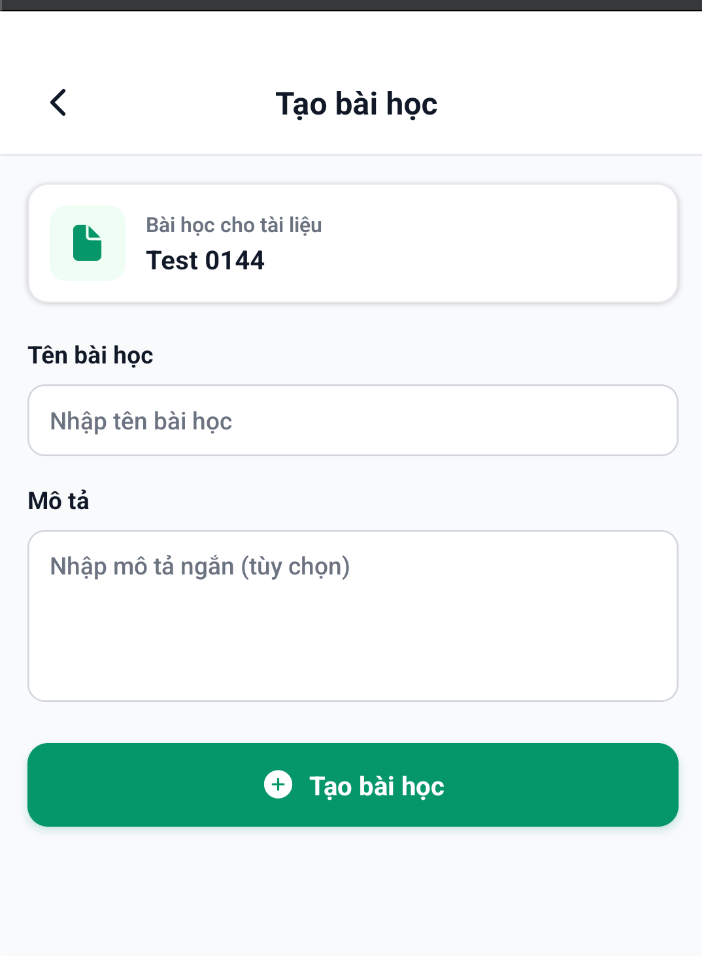 Tạo bài học
Bài học cho tài liệu
Test 0144
Tên bài học
Nhập tên bài học
Mô tả
Nhập mô tả ngắn (tùy chọn)
Tạo bài học